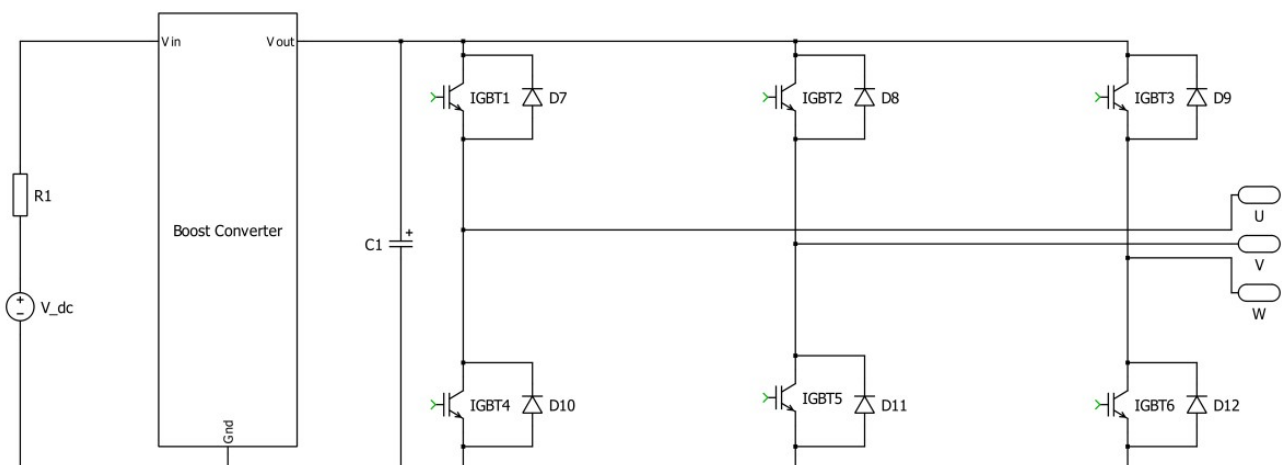 Vin
Vout
IGBT1
D7
IGBT2
D8
IGBT3
D9
R1
U
Boost Converter
C1
+
V
+
−
V_dc
W
IGBT4
D10
IGBT5
D11
IGBT6
D12
Gnd